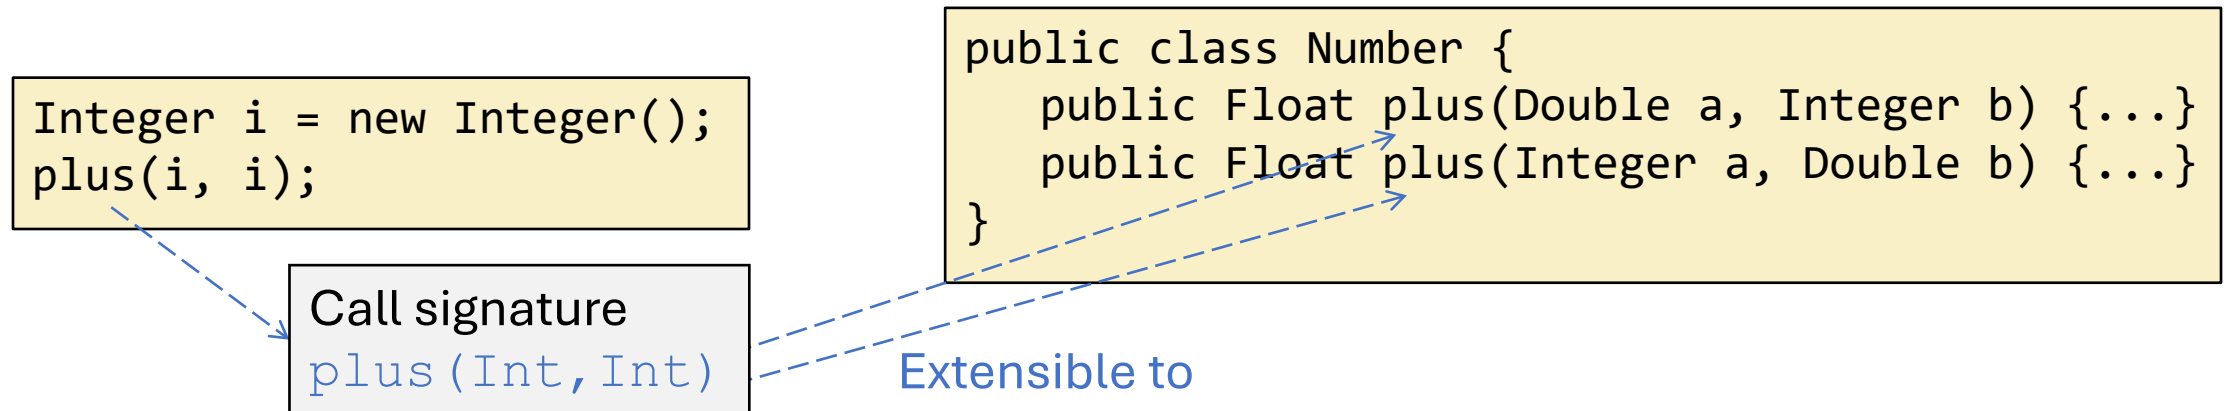 Integer i = new Integer();
plus(i, i);
Call signature
plus(Int,Int)
public class Number {
public Float plus(Double a, Integer b) {...}
public Float plus(Integer a, Double b) {...}
}
Extensible to